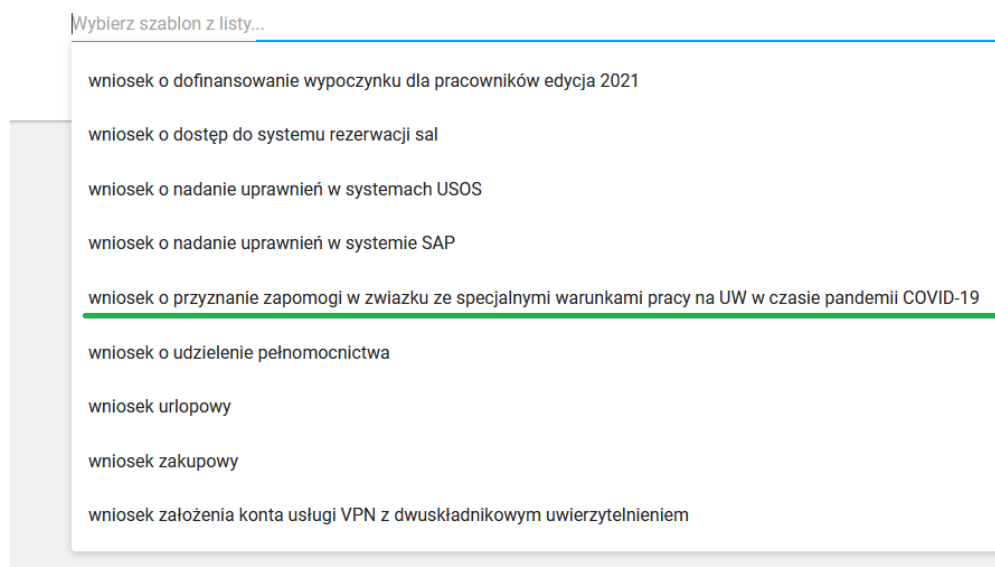 Wybierz szablon z listy...
wniosek o dofinansowanie wypoczynku dla pracowników edycja 2021
wniosek o dostęp do systemu rezerwacji sal
wniosek o nadanie uprawnień w systemach USOS
wniosek o nadanie uprawnień w systemie SAP
wniosek o przyznanie zapomogi w zwiazku ze specjalnymi warunkami pracy na UW w czasie pandemii COVID-19
wniosek o udzielenie pełnomocnictwa
wniosek urlopowy
wniosek zakupowy
wniosek założenia konta usługi VPN z dwuskładnikowym uwierzytelnieniem